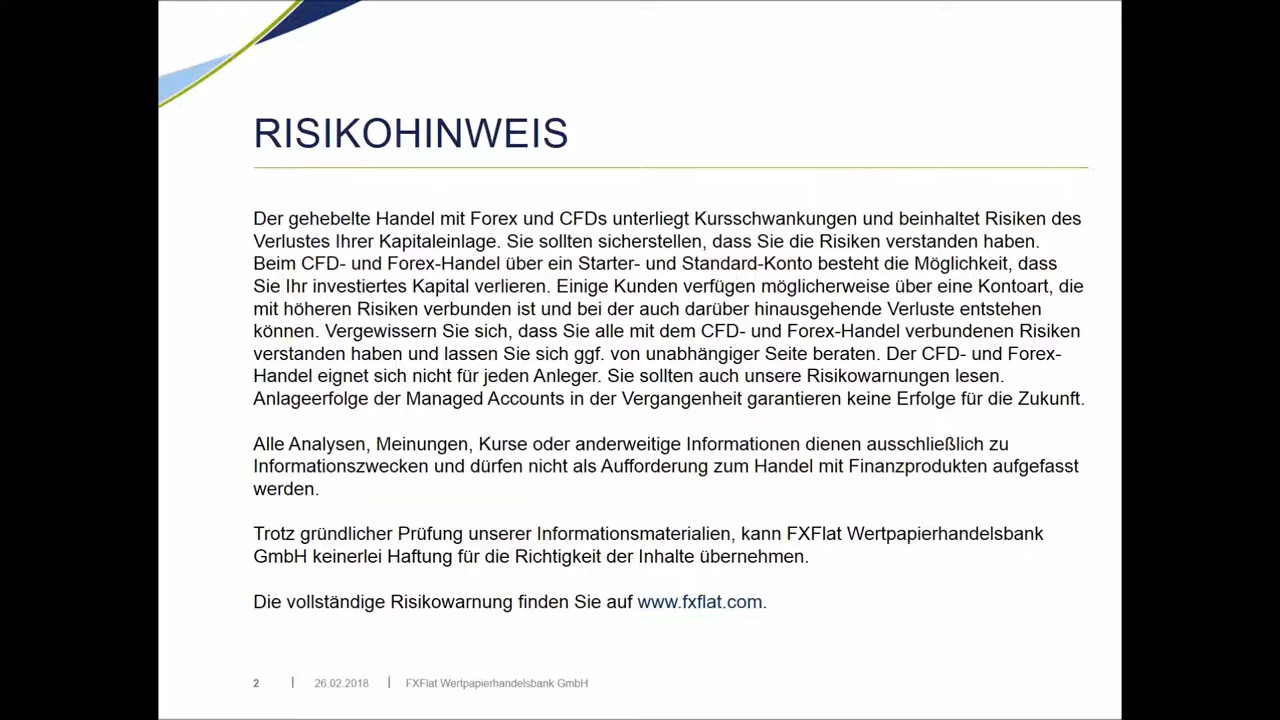 RISIKOHINWEIS
Der gehebelte Handel mit Forex und CFDs unterliegt Kursschwankungen und beinhaltet Risiken des
Verlustes Ihrer Kapitaleinlage. Sie sollten sicherstellen, dass Sie die Risiken verstanden haben.
Beim CFD- und Forex-Handel über ein Starter- und Standard-Konto besteht die Möglichkeit, dass
Sie Ihr investiertes Kapital verlieren. Einige Kunden verfügen möglicherweise über eine Kontoart, die
mit höheren Risiken verbunden ist und bei der auch darüber hinausgehende Verluste entstehen
können. Vergewissern Sie sich, dass Sie alle mit dem CFD- und Forex-Handel verbundenen Risiken
verstanden haben und lassen Sie sich ggf. von unabhängiger Seite beraten. Der CFD- und Forex-
Handel eignet sich nicht für jeden Anleger. Sie sollten auch unsere Risikowarnungen lesen.
Anlageerfolge der Managed Accounts in der Vergangenheit garantieren keine Erfolge für die Zukunft.
Alle Analysen, Meinungen, Kurse oder anderweitige Informationen dienen ausschließlich zu
Informationszwecken und dürfen nicht als Aufforderung zum Handel mit Finanzprodukten aufgefasst
werden.
Trotz gründlicher Prüfung unserer Informationsmaterialien, kann FXFlat Wertpapierhandelsbank
GmbH keinerlei Haftung für die Richtigkeit der Inhalte übernehmen.
Die vollständige Risikowarnung finden Sie auf www.fxflat.com.
2 | 26.02.2018 | FXFlat Wertpapierhandelsbank GmbH